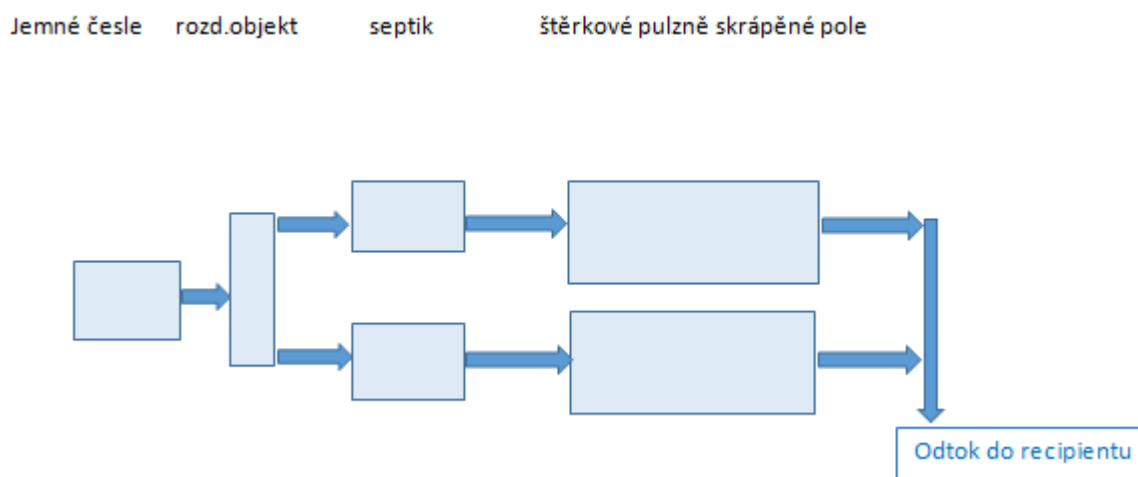 Jemné česle rozd.objekt septik štěrkové pulzně skrápěné pole
Odtok do recipientu